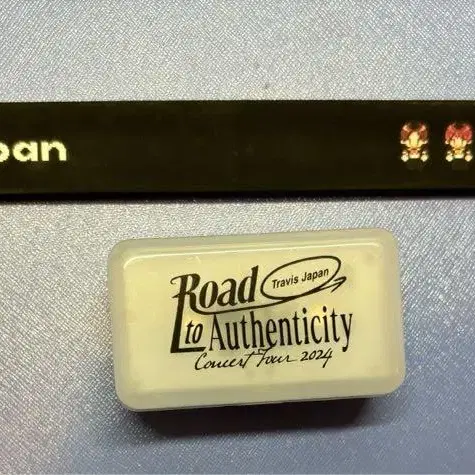 pan
Road
Travis Japan
to Authenticity
Concert Tour 2024